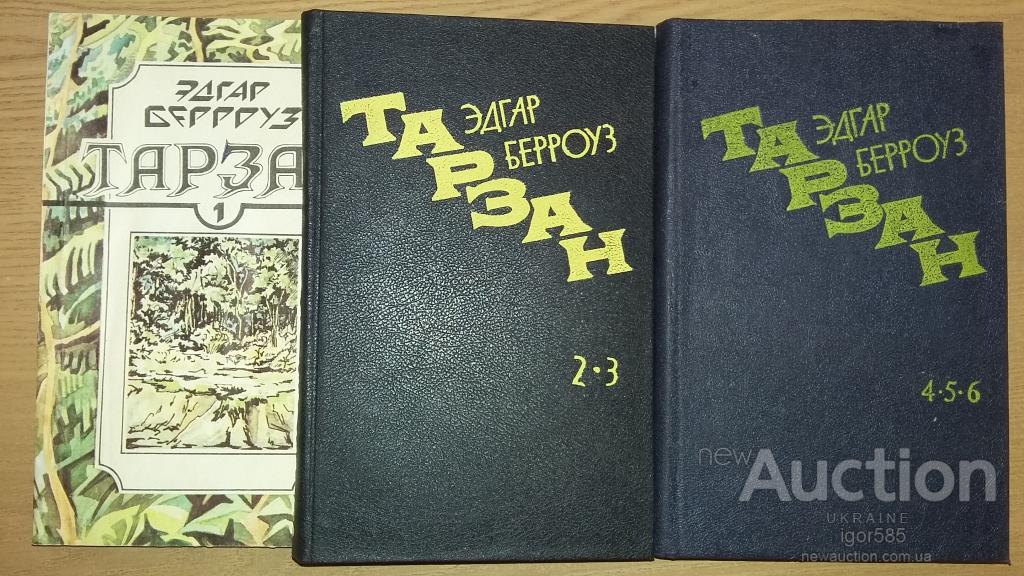 ЭДГАР
БЕРРОУЗ
ТАРЗА
1
ТАРЗАН
ЭДГАР
БЕРРОУЗ
2·3
ТАРЗАН
ЭДГАР
БЕРРОУЗ
4·5·6
newAuction
UKRAINE
igor585
newauction.com.ua